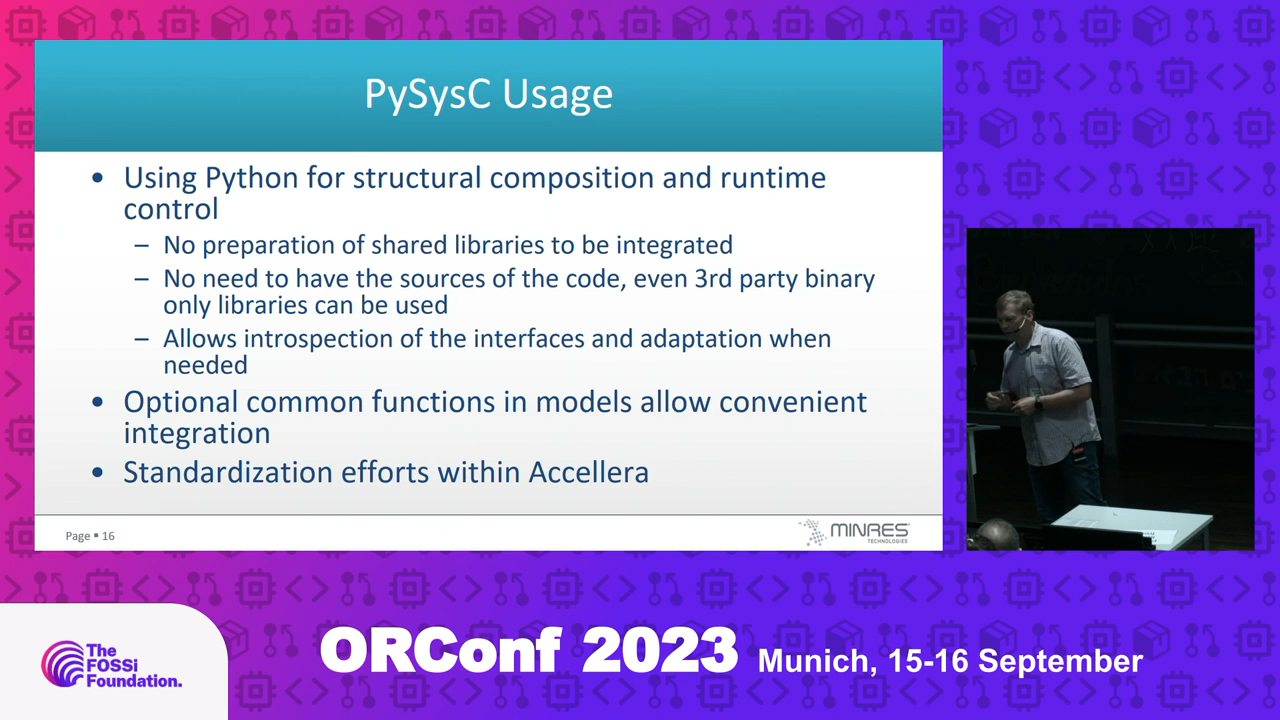 PySysC Usage
• Using Python for structural composition and runtime
control
– No preparation of shared libraries to be integrated
– No need to have the sources of the code, even 3rd party binary
only libraries can be used
– Allows introspection of the interfaces and adaptation when
needed
• Optional common functions in models allow convenient
integration
• Standardization efforts within Accellera
Page ▪ 16
MINRES
TECHNOLOGIES
The
FOSSi
Foundation.
ORConf 2023
Munich, 15-16 September